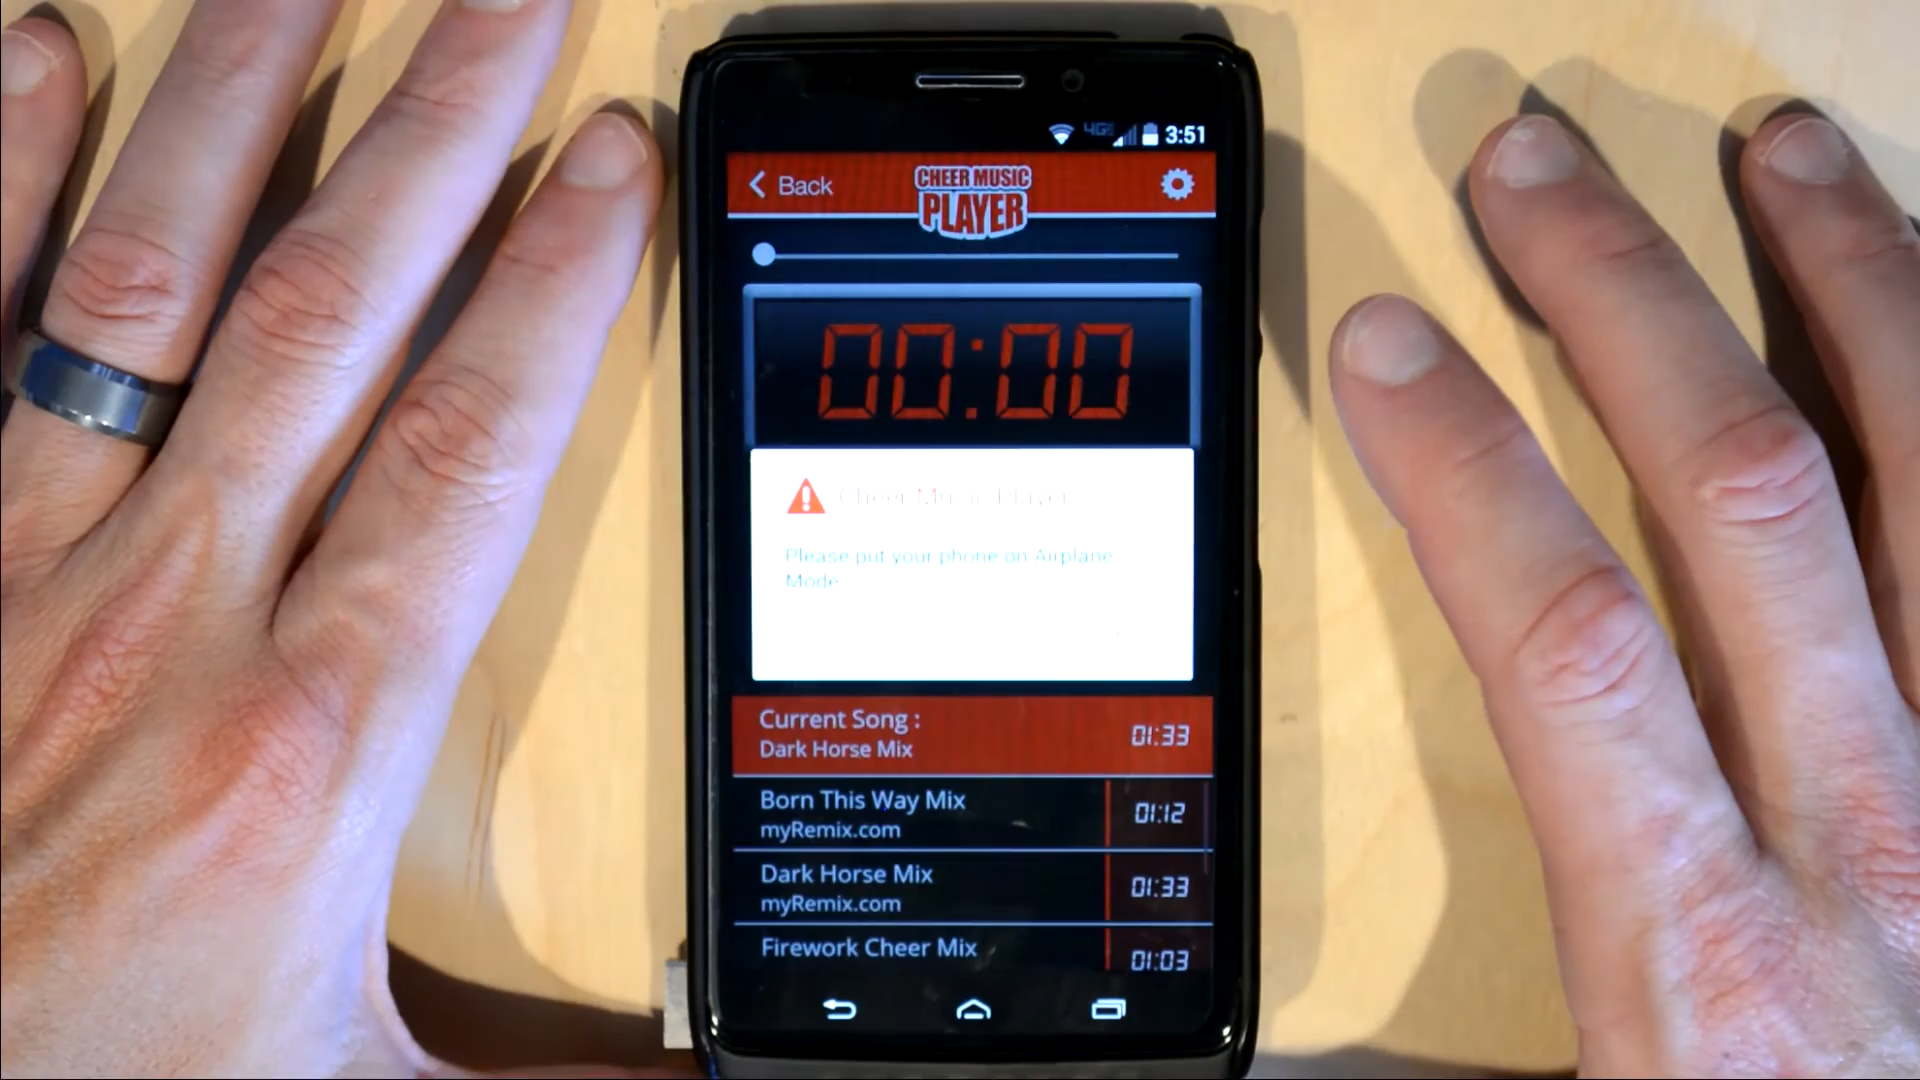 4G 3:51
Back
CHEER MUSIC
PLAYER
00:00
Cheer Music Player
Please put your phone on Airplane
Mode
Current Song :
Dark Horse Mix
01:33
Born This Way Mix
myRemix.com
01:12
Dark Horse Mix
myRemix.com
01:33
Firework Cheer Mix
01:03